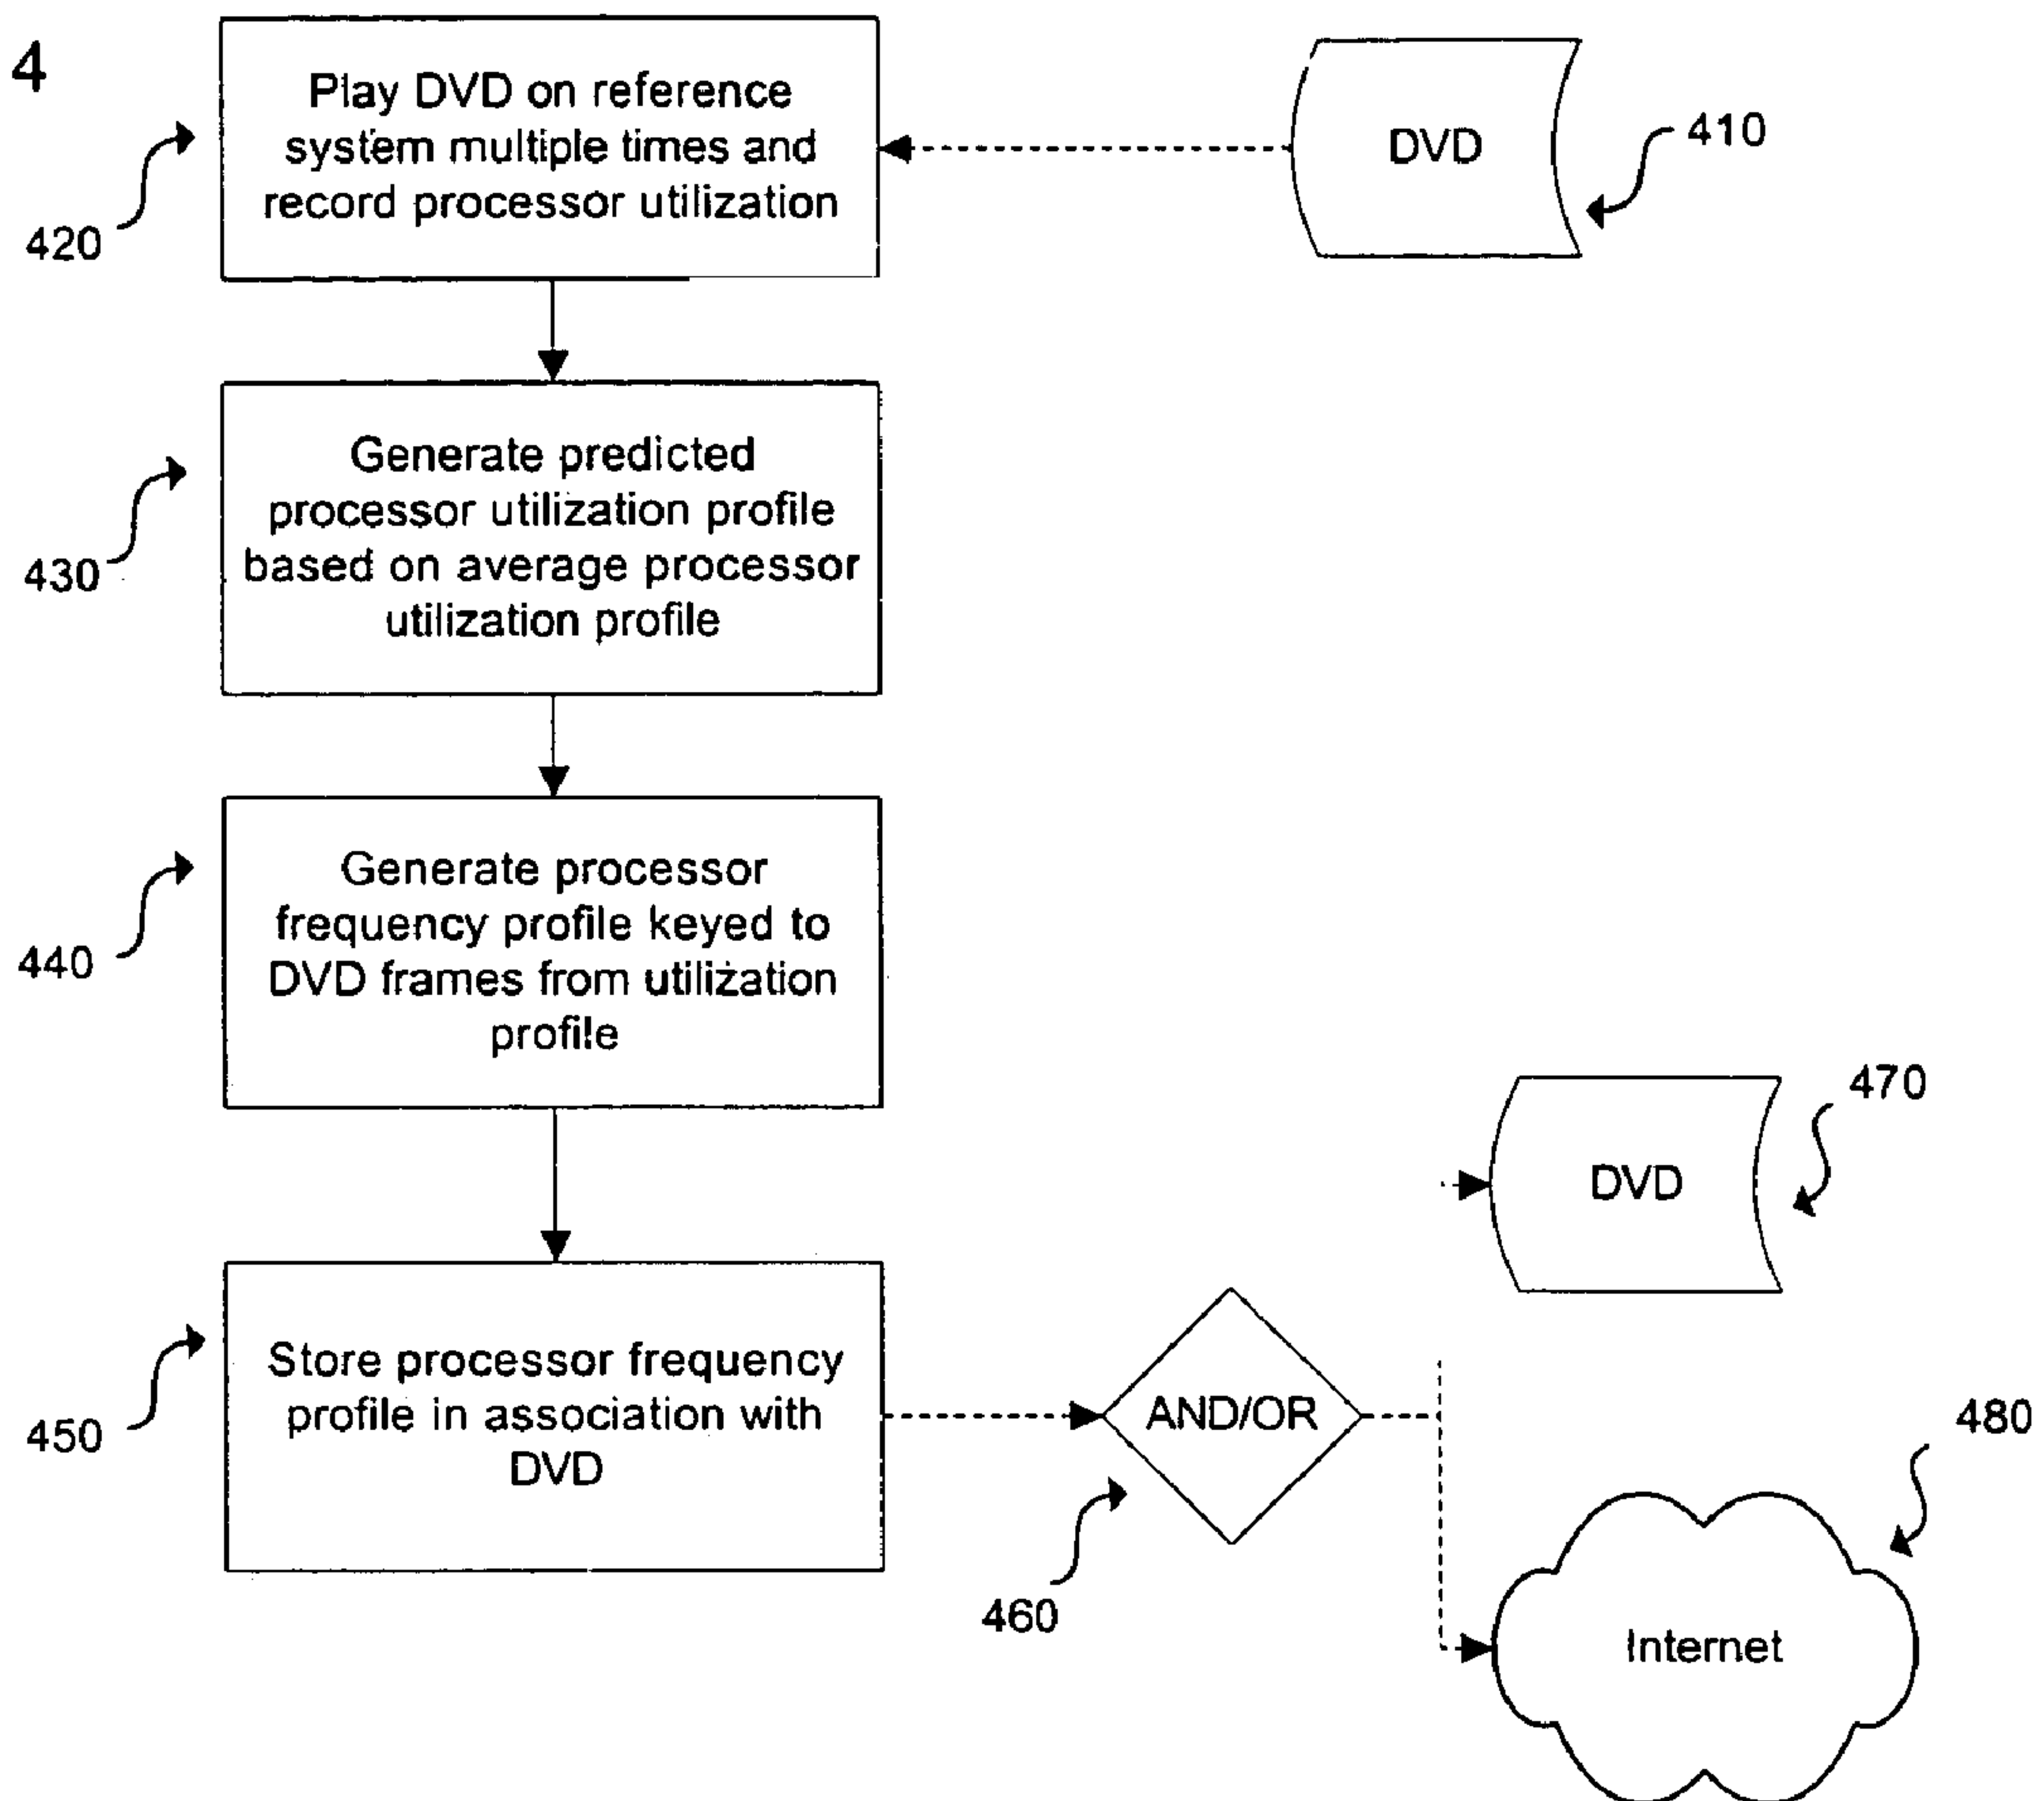 4
Play DVD on reference
system multiple times and
record processor utilization
DVD
410
420
Generate predicted
processor utilization profile
based on average processor
utilization profile
430
Generate processor
frequency profile keyed to
DVD frames from utilization
profile
440
DVD
470
Store processor frequency
profile in association with
DVD
450
AND/OR
460
480
Internet